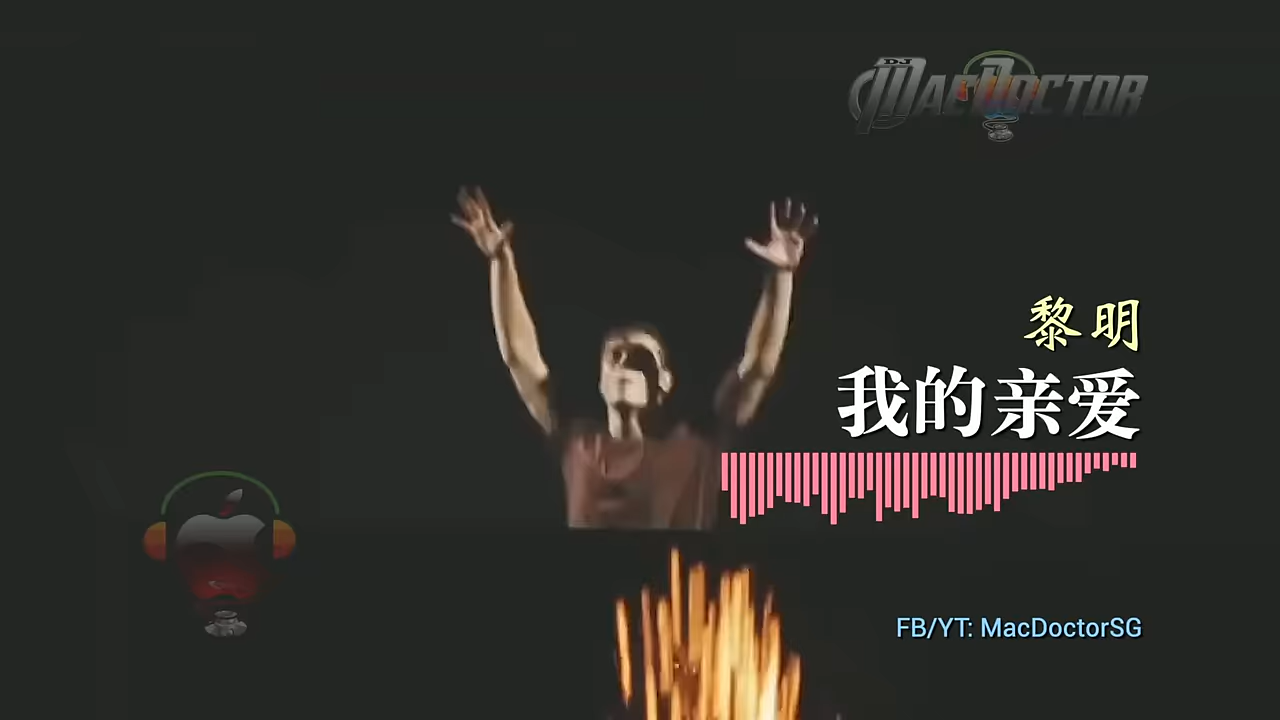 DJ
MACDOCTOR
黎明
我的亲爱
FB/YT: MacDoctorSG